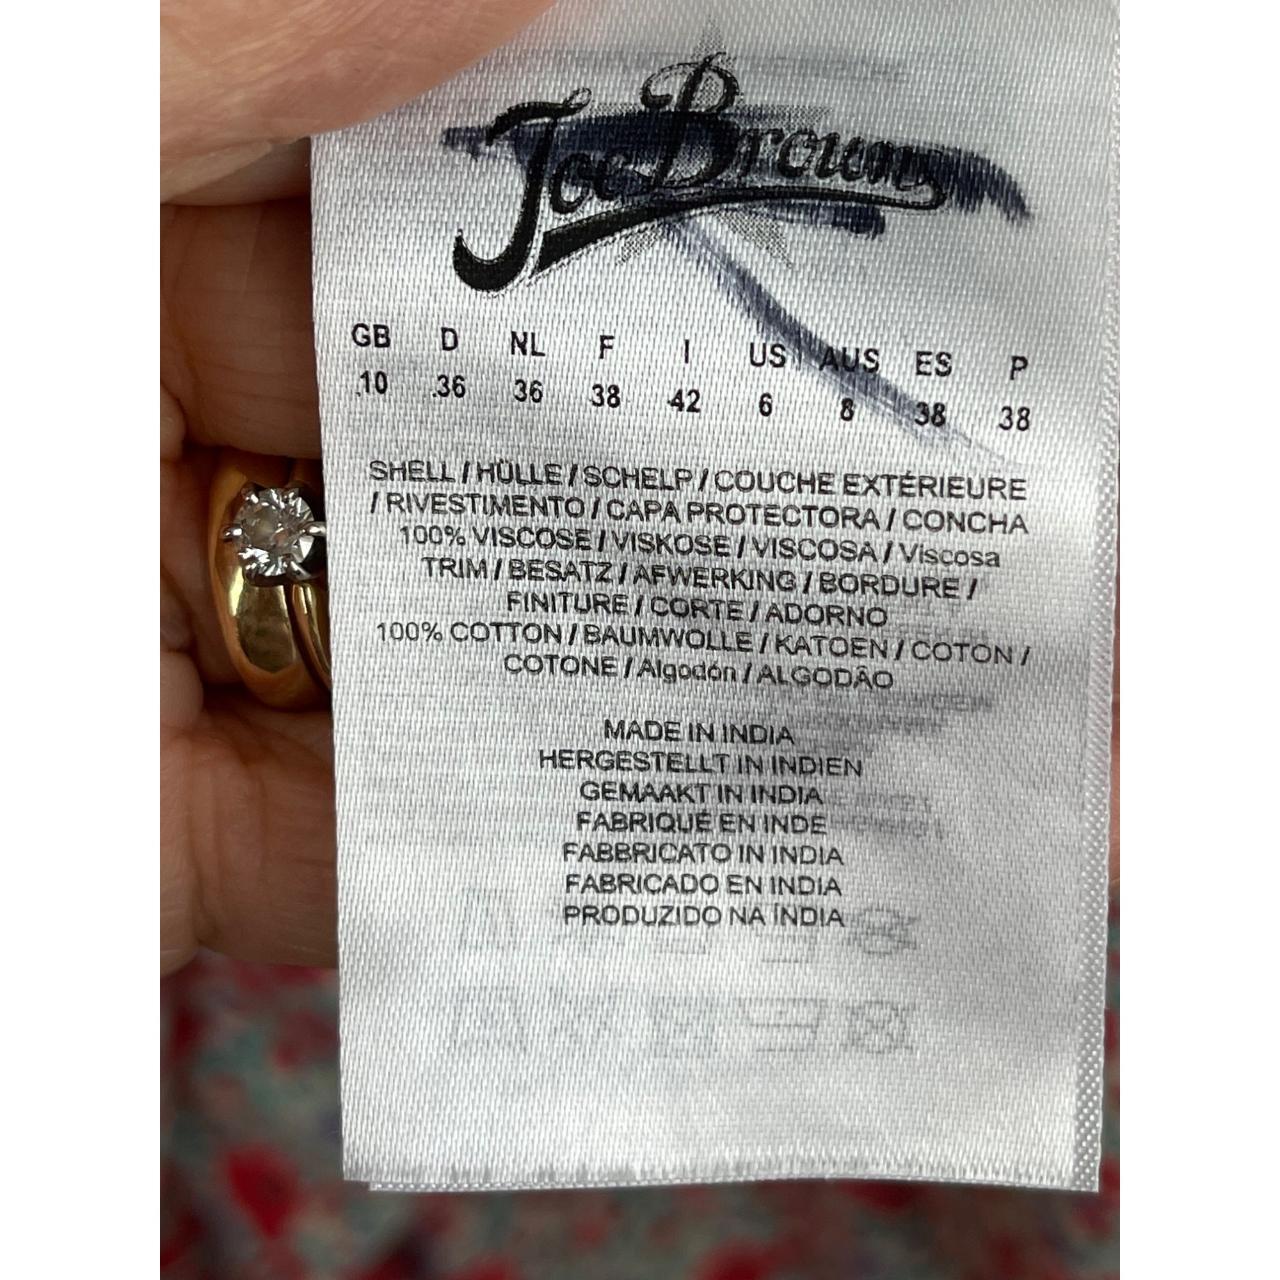 Joe Browns
GB D NL F I US AUS ES P
10 36 36 38 42 6 8 38 38
SHELL / HÜLLE / SCHELP / COUCHE EXTÉRIEURE
/ RIVESTIMENTO / CAPA PROTECTORA / CONCHA
100% VISCOSE / VISKOSE / VISCOSA / Viscosa
TRIM / BESATZ / AFWERKING / BORDURE /
FINITURE / CORTE / ADORNO
100% COTTON / BAUMWOLLE / KATOEN / COTON /
COTONE / Algodón / ALGODÃO
MADE IN INDIA
HERGESTELLT IN INDIEN
GEMAAKT IN INDIA
FABRIQUÉ EN INDE
FABBRICATO IN INDIA
FABRICADO EN INDIA
PRODUZIDO NA ÍNDIA